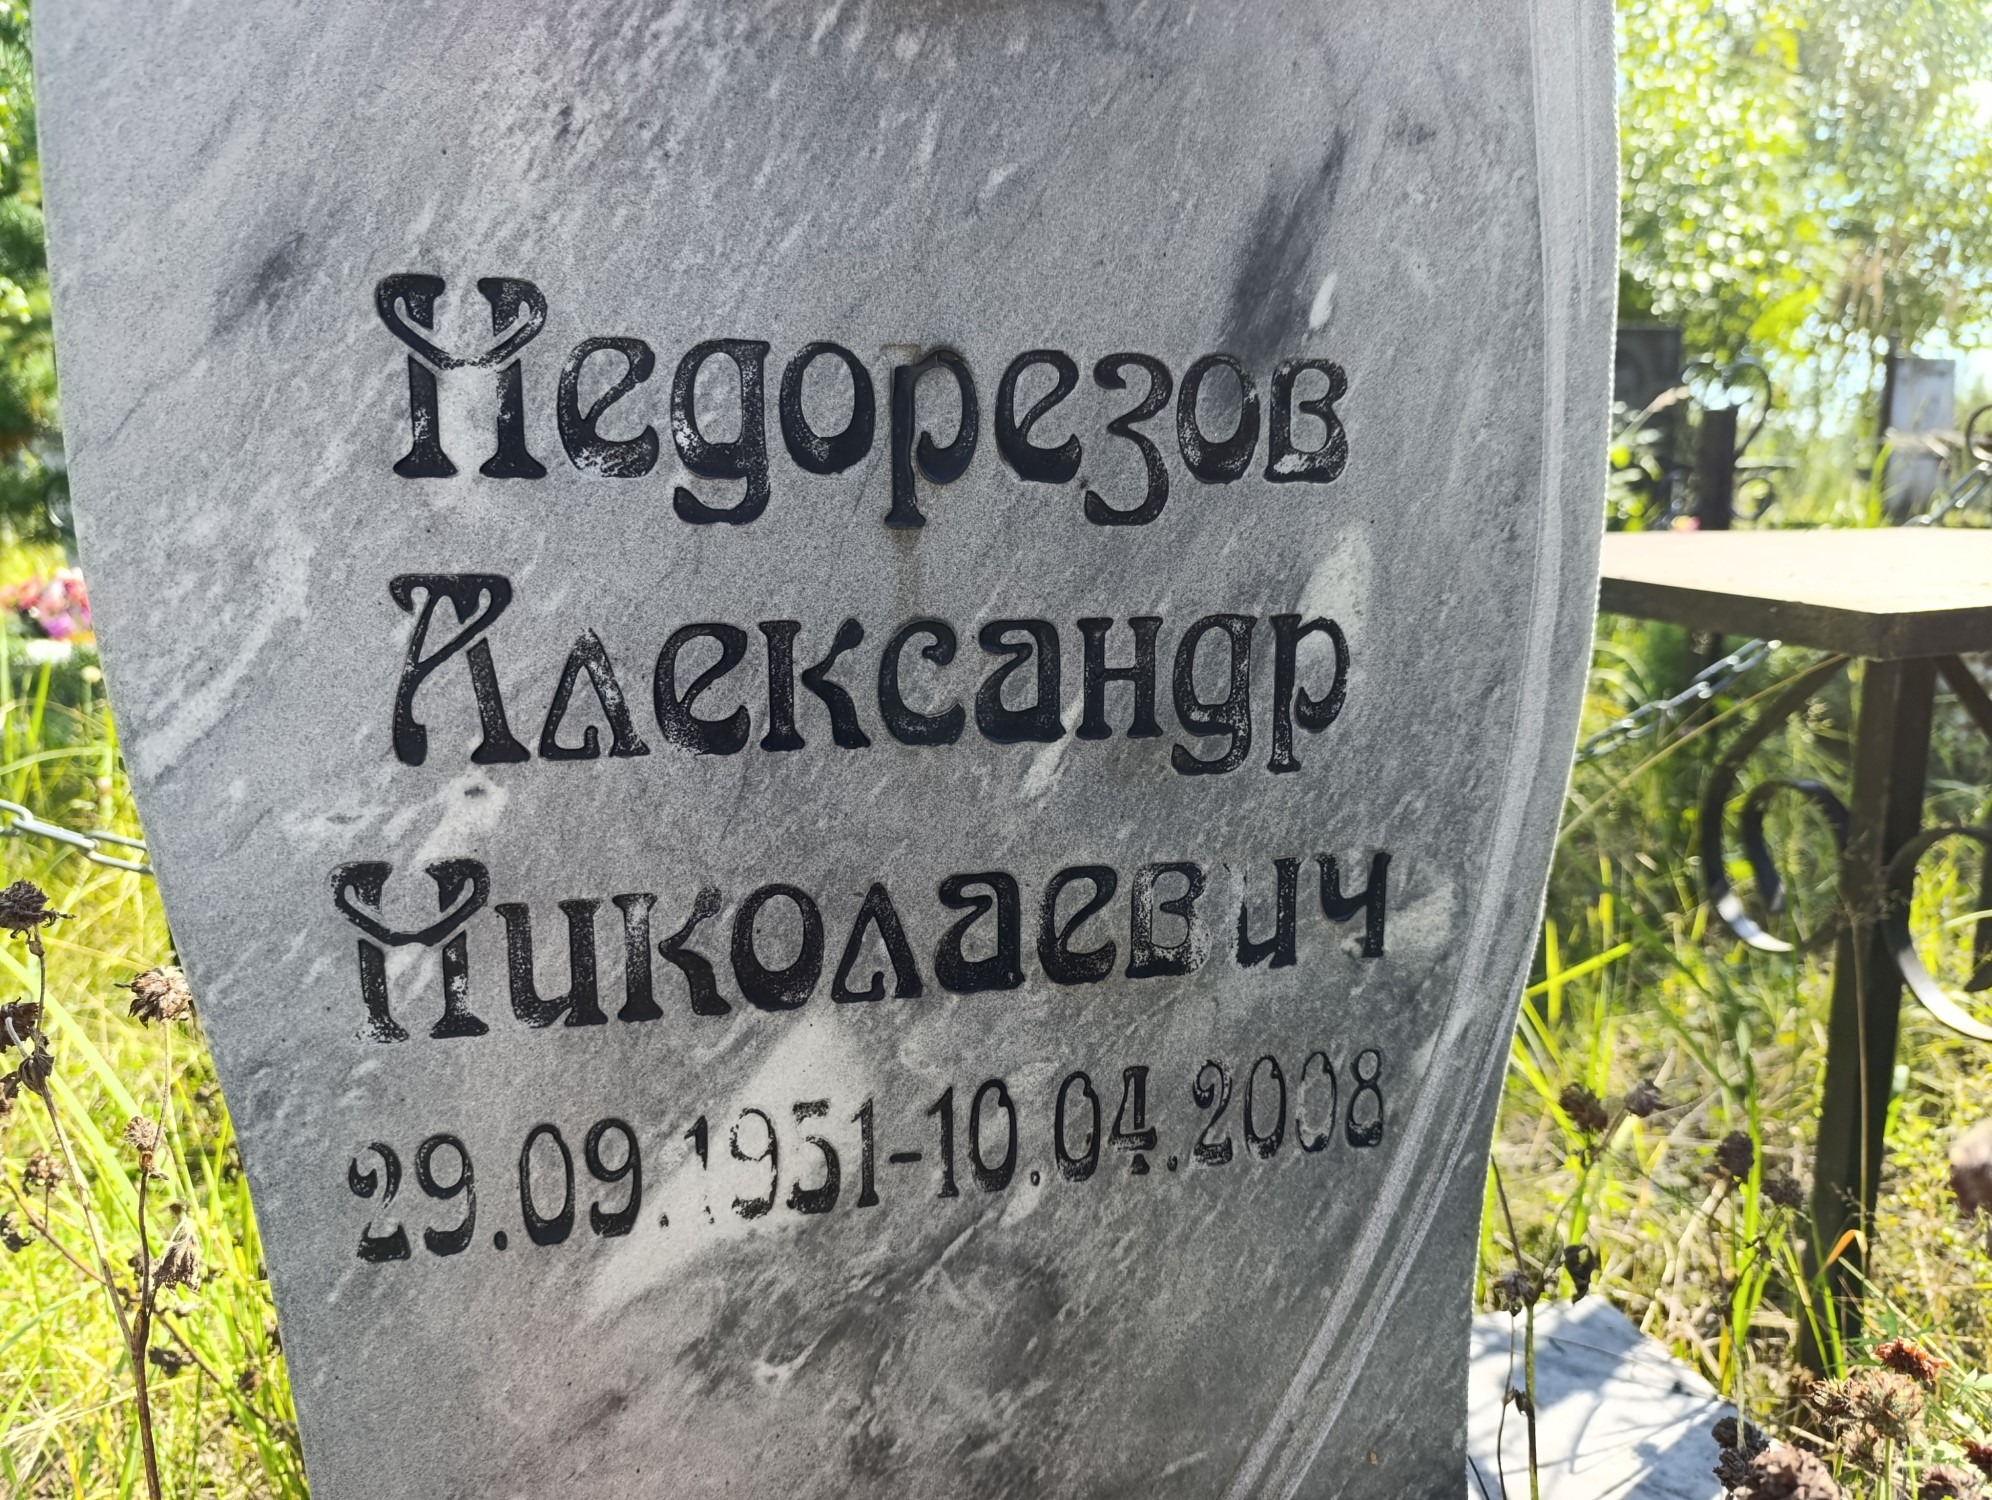 Недорезов
Александр
Николаевич
29.09.1951-10.04.2008